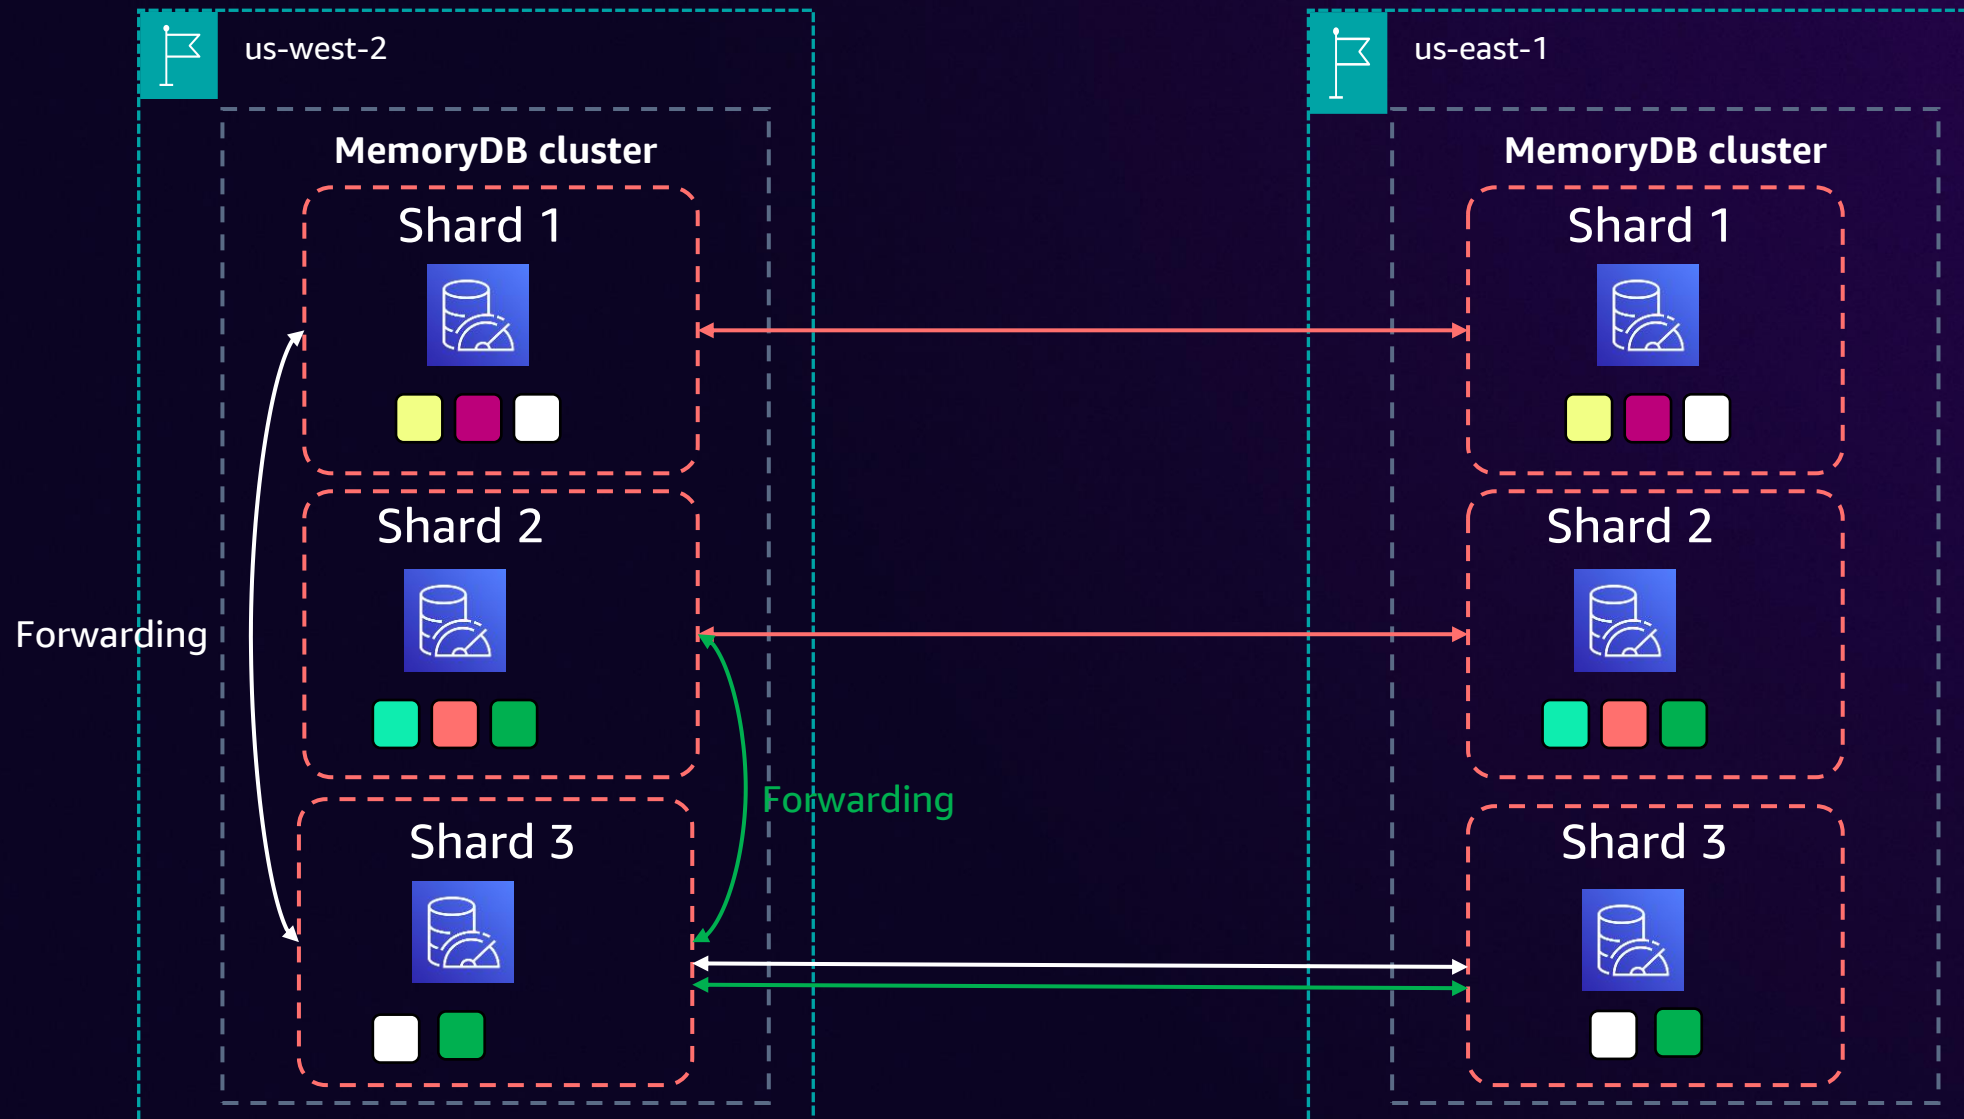 us-west-2
MemoryDB cluster
Shard 1
Shard 2
Forwarding
Forwarding
Shard 3
us-east-1
MemoryDB cluster
Shard 1
Shard 2
Shard 3